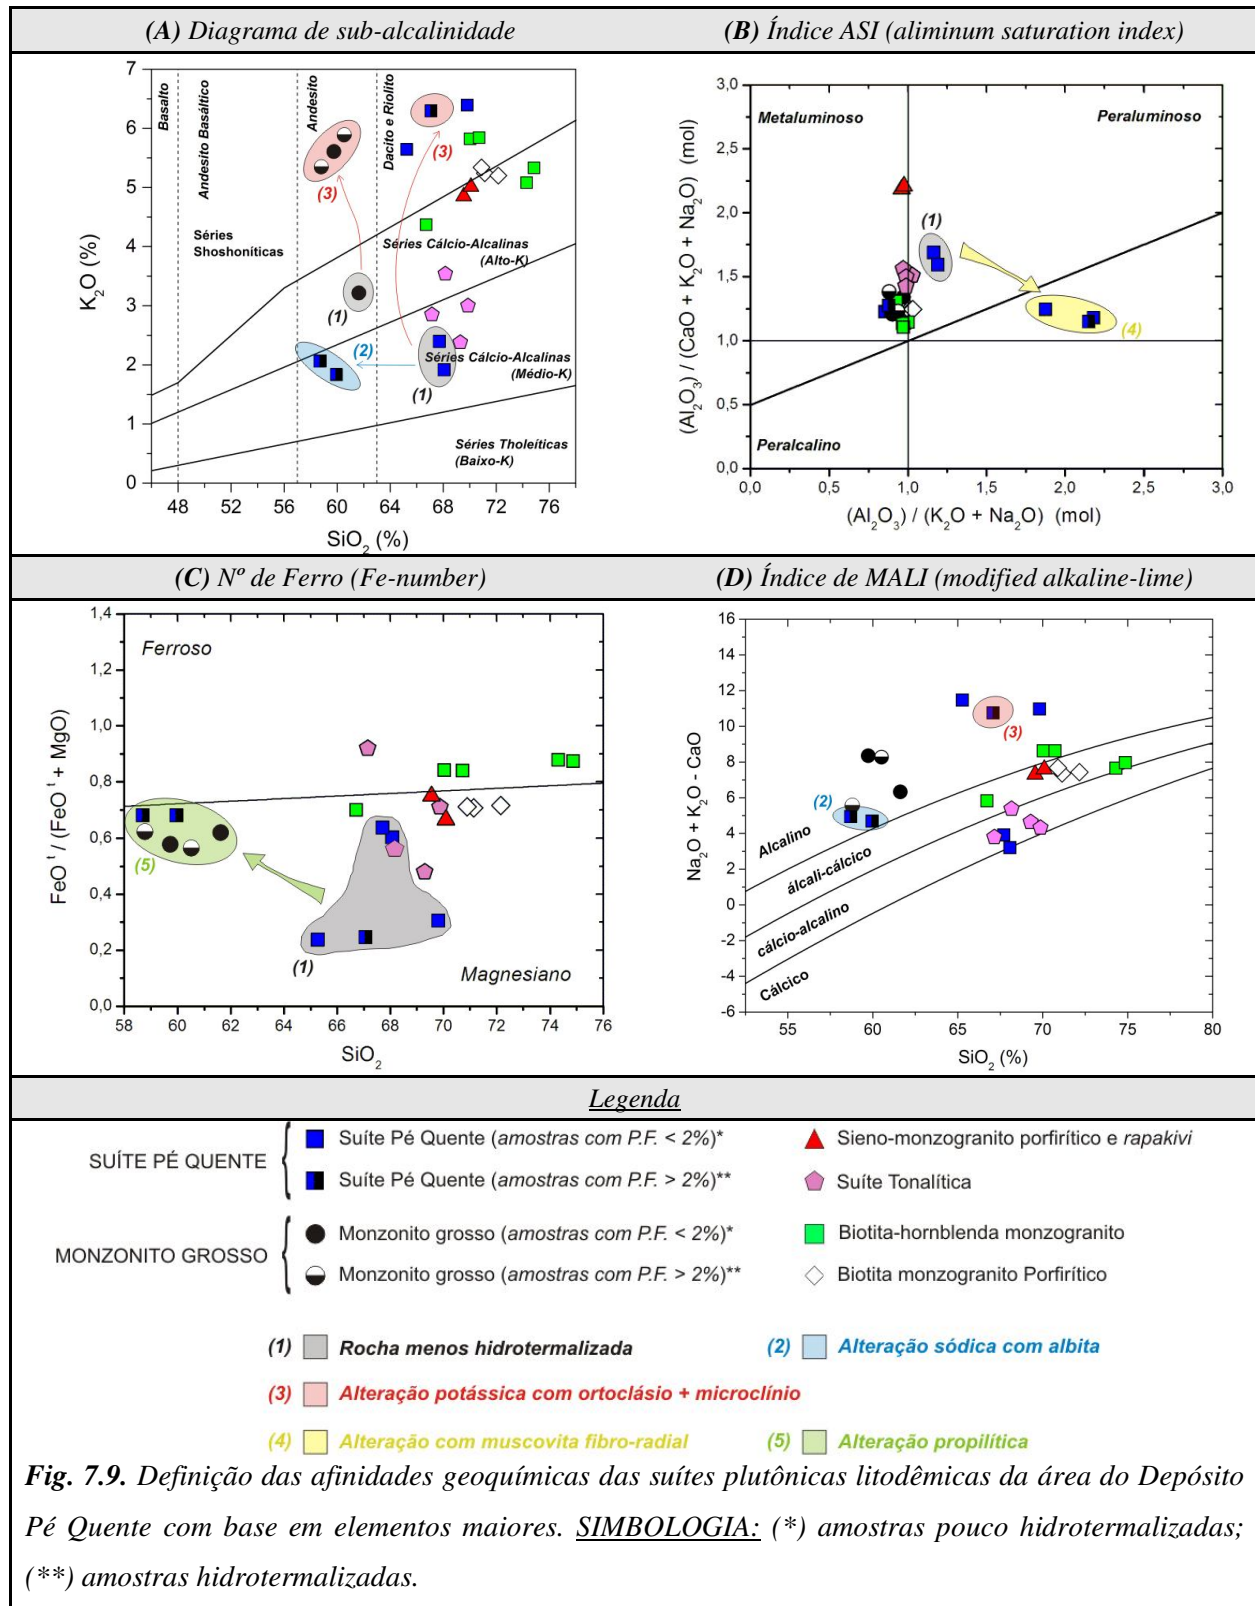 (A) Diagrama de sub-alcalinidade
(B) Índice ASI (aliminum saturation index)
7
6
5
4
3
2
1
0
K2O (%)
48
52
56
60
64
68
72
76
SiO2 (%)
Basalto
Andesito Basáltico
Andesito
Dacito e Riolito
Séries
Shoshoníticas
Séries Cálcio-Alcalinas
(Alto-K)
Séries Cálcio-Alcalinas
(Médio-K)
Séries Tholeíticas
(Baixo-K)
(3)
(3)
(1)
(2)
(1)
3,0
2,5
2,0
1,5
1,0
0,5
0,0
(Al2O3) / (CaO + K2O + Na2O) (mol)
0,0
0,5
1,0
1,5
2,0
2,5
3,0
(Al2O3) / (K2O + Na2O) (mol)
Metaluminoso
Peraluminoso
Peralcalino
(1)
(4)
(C) Nº de Ferro (Fe-number)
(D) Índice de MALI (modified alkaline-lime)
1,4
1,2
1,0
0,8
0,6
0,4
0,2
0,0
FeO t / (FeO t + MgO)
58
60
62
64
66
68
70
72
74
76
SiO2
Ferroso
Magnesiano
(5)
(1)
16
14
12
10
8
6
4
2
0
-2
-4
-6
Na2O + K2O - CaO
55
60
65
70
75
80
SiO2 (%)
(3)
(2)
Alcalino
álcali-cálcico
cálcio-alcalino
Cálcico
Legenda
SUÍTE PÉ QUENTE
Suíte Pé Quente (amostras com P.F. < 2%)*
Suíte Pé Quente (amostras com P.F. > 2%)**
MONZONITO GROSSO
Monzonito grosso (amostras com P.F. < 2%)*
Monzonito grosso (amostras com P.F. > 2%)**
Sieno-monzogranito porfirítico e rapakivi
Suíte Tonalítica
Biotita-hornblenda monzogranito
Biotita monzogranito Porfirítico
(1) Rocha menos hidrotermalizada
(2) Alteração sódica com albita
(3) Alteração potássica com ortoclásio + microclínio
(4) Alteração com muscovita fibro-radial
(5) Alteração propilítica
Fig. 7.9. Definição das afinidades geoquímicas das suítes plutônicas litodêmicas da área do Depósito
Pé Quente com base em elementos maiores. SIMBOLOGIA: (*) amostras pouco hidrotermalizadas;
(**) amostras hidrotermalizadas.